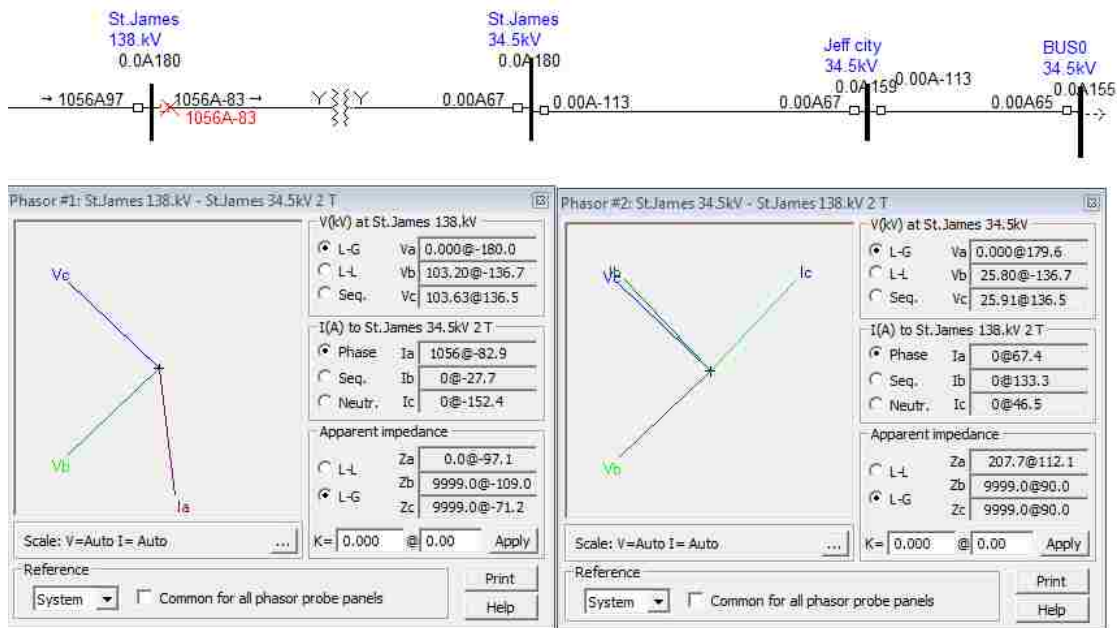 St.James
138.kV
0.0A180
St.James
34.5kV
0.0A180
Jeff city
34.5kV
0.0A159
0.00A-113
BUS0
34.5kV
0.0A155
→ 1056A97
1056A-83 →
1056A-83
Y
Y
0.00A67
0.00A-113
0.00A67
0.00A65
Phasor #1: St.James 138.kV - St.James 34.5kV 2 T
Vc
Vb
Ia
Scale: V=Auto I= Auto
...
V(kV) at St.James 138.kV
L-G Va 0.000@-180.0
L-L Vb 103.20@-136.7
Seq. Vc 103.63@136.5
I(A) to St.James 34.5kV 2 T
Phase Ia 1056@-82.9
Seq. Ib 0@-27.7
Neutr. Ic 0@-152.4
Apparent impedance
L-L Za 0.0@-97.1
L-G Zb 9999.0@-109.0
Zc 9999.0@-71.2
K= 0.000 @ 0.00 Apply
Reference
System Common for all phasor probe panels
Print
Help
Phasor #2: St.James 34.5kV - St.James 138.kV 2 T
Ib
Vc
Ic
Vb
Scale: V=Auto I= Auto
...
V(kV) at St.James 34.5kV
L-G Va 0.000@179.6
L-L Vb 25.80@-136.7
Seq. Vc 25.91@136.5
I(A) to St.James 138.kV 2 T
Phase Ia 0@67.4
Seq. Ib 0@133.3
Neutr. Ic 0@46.5
Apparent impedance
L-L Za 207.7@112.1
L-G Zb 9999.0@90.0
Zc 9999.0@90.0
K= 0.000 @ 0.00 Apply
Reference
System Common for all phasor probe panels
Print
Help